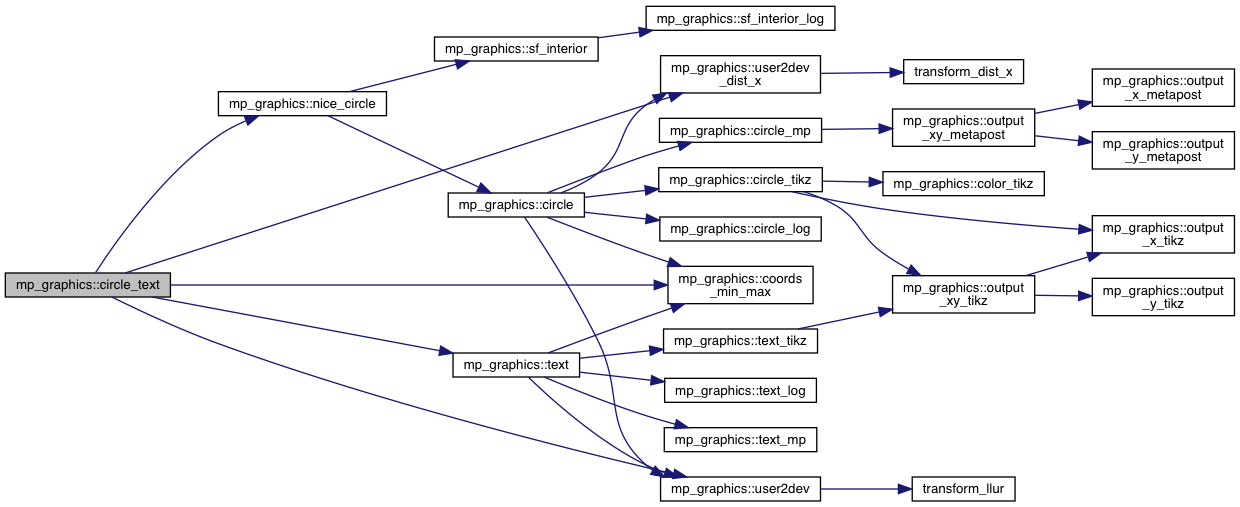 mp_graphics::circle_text
mp_graphics::nice_circle
mp_graphics::sf_interior
mp_graphics::sf_interior_log
mp_graphics::circle
mp_graphics::text
mp_graphics::user2dev
_dist_x
mp_graphics::circle_mp
mp_graphics::circle_tikz
mp_graphics::circle_log
mp_graphics::coords
_min_max
mp_graphics::text_tikz
mp_graphics::text_log
mp_graphics::text_mp
mp_graphics::user2dev
transform_dist_x
mp_graphics::output
_xy_metapost
mp_graphics::color_tikz
mp_graphics::output
_xy_tikz
transform_llur
mp_graphics::output
_x_metapost
mp_graphics::output
_y_metapost
mp_graphics::output
_x_tikz
mp_graphics::output
_y_tikz